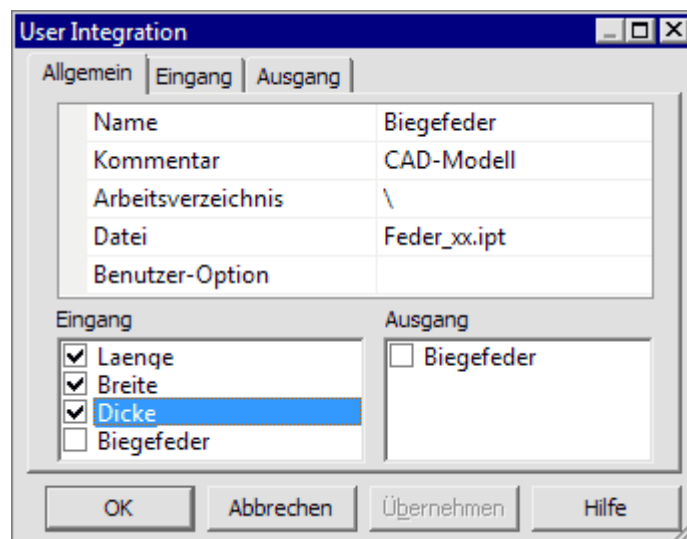 User Integration
Allgemein Eingang Ausgang
Name Biegefeder
Kommentar CAD-Modell
Arbeitsverzeichnis \
Datei Feder_xx.ipt
Benutzer-Option
Eingang Ausgang
Laenge Biegefeder
Breite
Dicke
Biegefeder
OK Abbrechen Übernehmen Hilfe